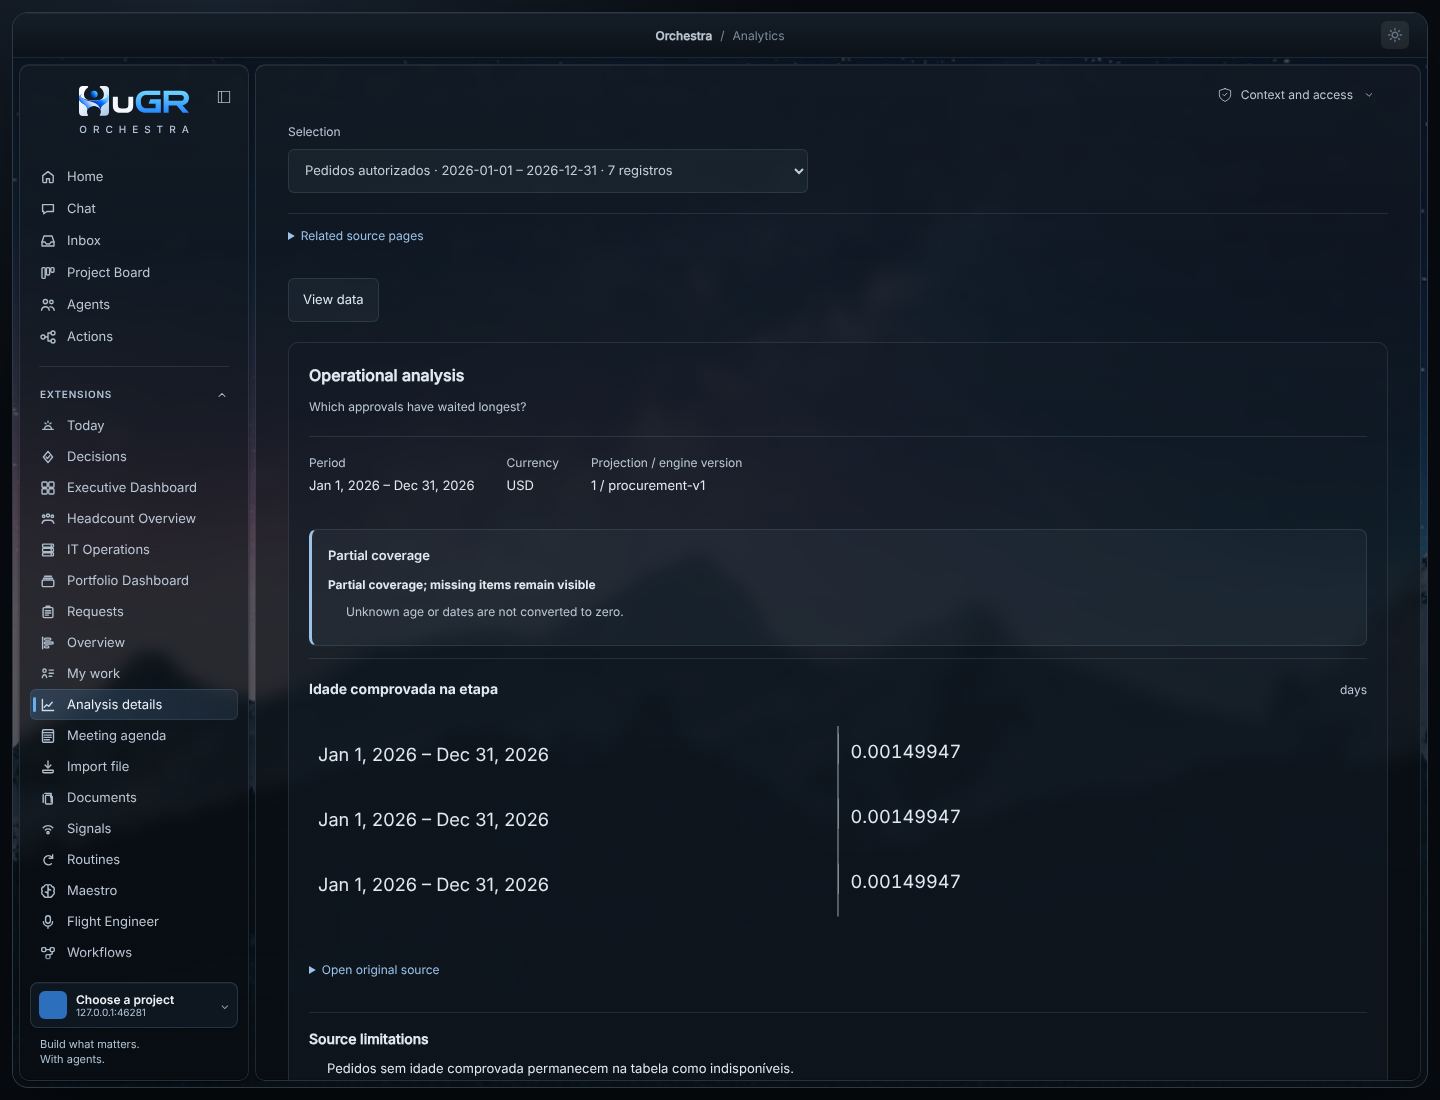 Orchestra / Analytics
HuGR
ORCHESTRA
Home
Chat
Inbox
Project Board
Agents
Actions
EXTENSIONS
Today
Decisions
Executive Dashboard
Headcount Overview
IT Operations
Portfolio Dashboard
Requests
Overview
My work
Analysis details
Meeting agenda
Import file
Documents
Signals
Routines
Maestro
Flight Engineer
Workflows
Choose a project
127.0.0.1:46281
Build what matters.
With agents.
Context and access
Selection
Pedidos autorizados · 2026-01-01 – 2026-12-31 · 7 registros
Related source pages
View data
Operational analysis
Which approvals have waited longest?
Period
Jan 1, 2026 – Dec 31, 2026
Currency
USD
Projection / engine version
1 / procurement-v1
Partial coverage
Partial coverage; missing items remain visible
Unknown age or dates are not converted to zero.
Idade comprovada na etapa
days
Jan 1, 2026 – Dec 31, 2026 0.00149947
Jan 1, 2026 – Dec 31, 2026 0.00149947
Jan 1, 2026 – Dec 31, 2026 0.00149947
Open original source
Source limitations
Pedidos sem idade comprovada permanecem na tabela como indisponíveis.